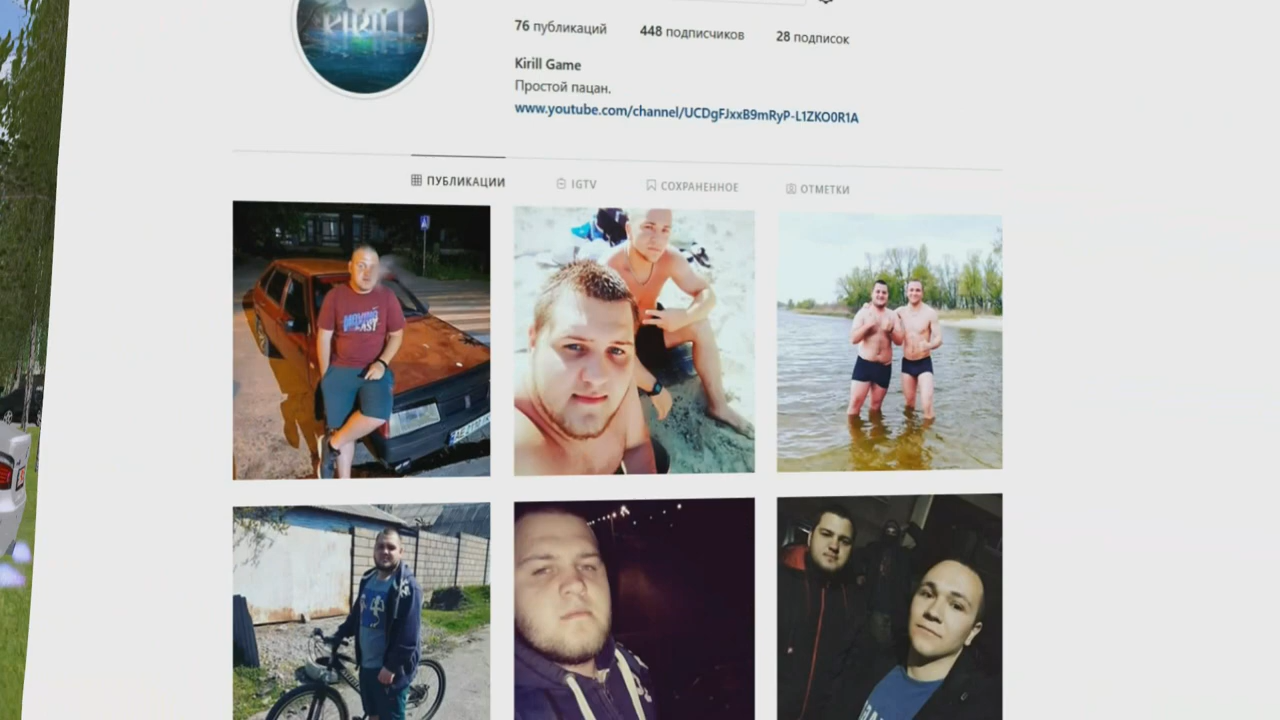 KIRILL
76 публикаций
448 подписчиков
28 подписок
Kirill Game
Простой пацан.
www.youtube.com/channel/UCDgFJxxB9mRyP-L1ZKO0R1A
ПУБЛИКАЦИИ
IGTV
СОХРАНЕННОЕ
ОТМЕТКИ